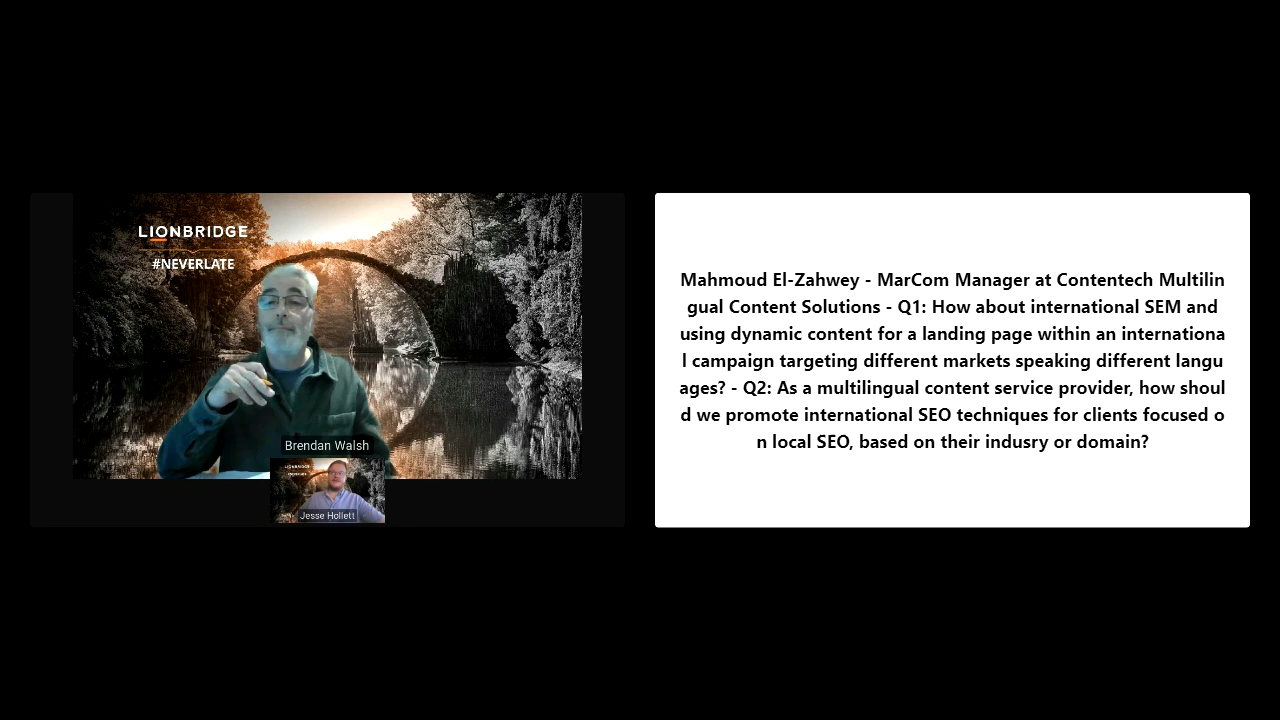 LIONBRIDGE
#NEVERLATE
Brendan Walsh
Jesse Hollett
Mahmoud El-Zahwey - MarCom Manager at Contentech Multilin
gual Content Solutions - Q1: How about international SEM and
using dynamic content for a landing page within an internationa
l campaign targeting different markets speaking different langu
ages? - Q2: As a multilingual content service provider, how shoul
d we promote international SEO techniques for clients focused o
n local SEO, based on their indusry or domain?